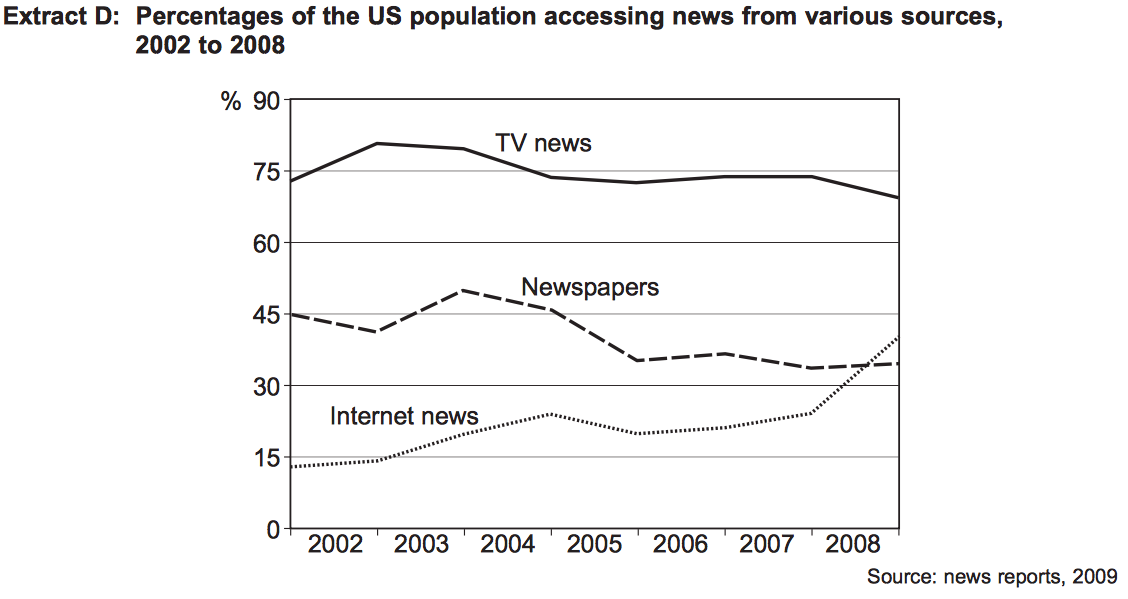 Extract D: Percentages of the US population accessing news from various sources,
2002 to 2008
% 90
TV news
75
60
Newspapers
45
30
Internet news
15
0
2002 2003 2004 2005 2006 2007 2008
Source: news reports, 2009